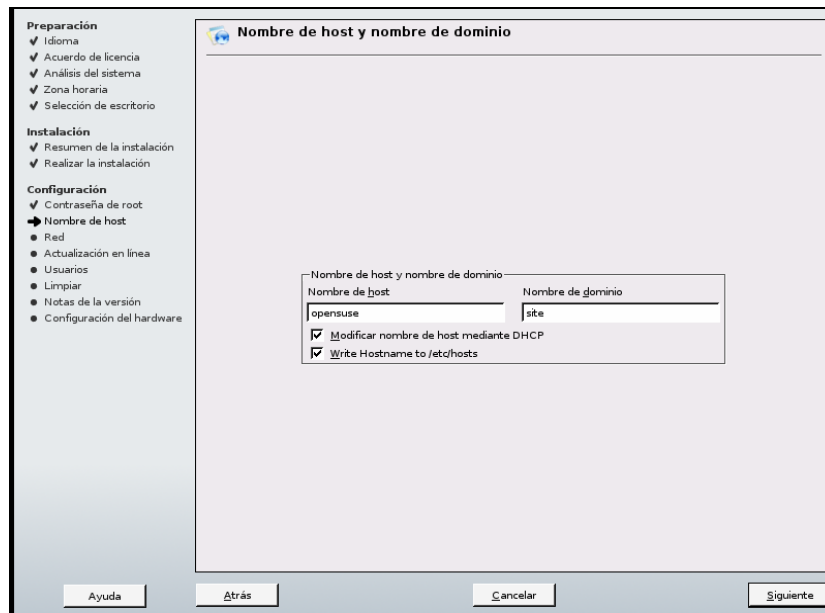 Preparación
Idioma
Acuerdo de licencia
Análisis del sistema
Zona horaria
Selección de escritorio
Instalación
Resumen de la instalación
Realizar la instalación
Configuración
Contraseña de root
Nombre de host
Red
Actualización en línea
Usuarios
Limpiar
Notas de la versión
Configuración del hardware
Nombre de host y nombre de dominio
Nombre de host y nombre de dominio
Nombre de host Nombre de dominio
opensuse site
Modificar nombre de host mediante DHCP
Write Hostname to /etc/hosts
Ayuda Atrás Cancelar Siguiente